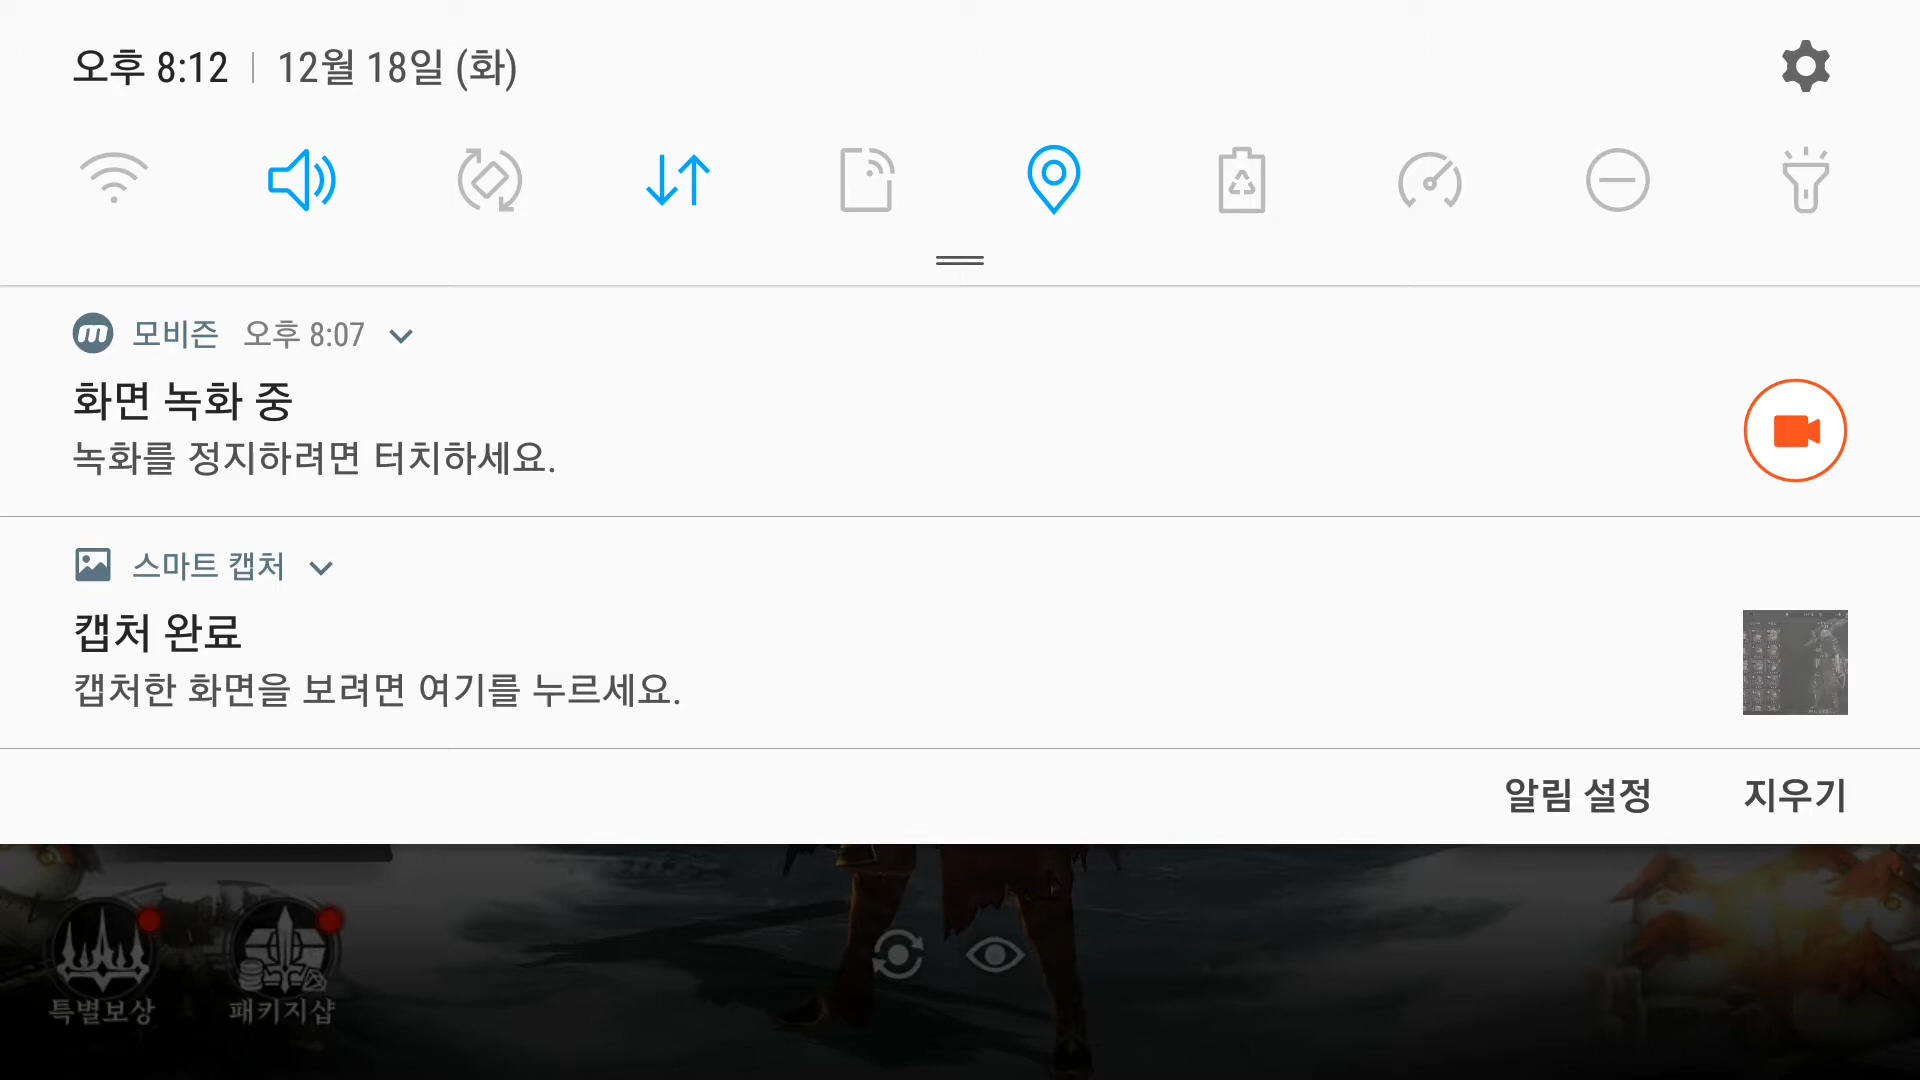 오후 8:12 | 12월 18일 (화)
모비즌 오후 8:07
화면 녹화 중
녹화를 정지하려면 터치하세요.
스마트 캡처
캡처 완료
캡처한 화면을 보려면 여기를 누르세요.
알림 설정 지우기
특별보상 패키지샵